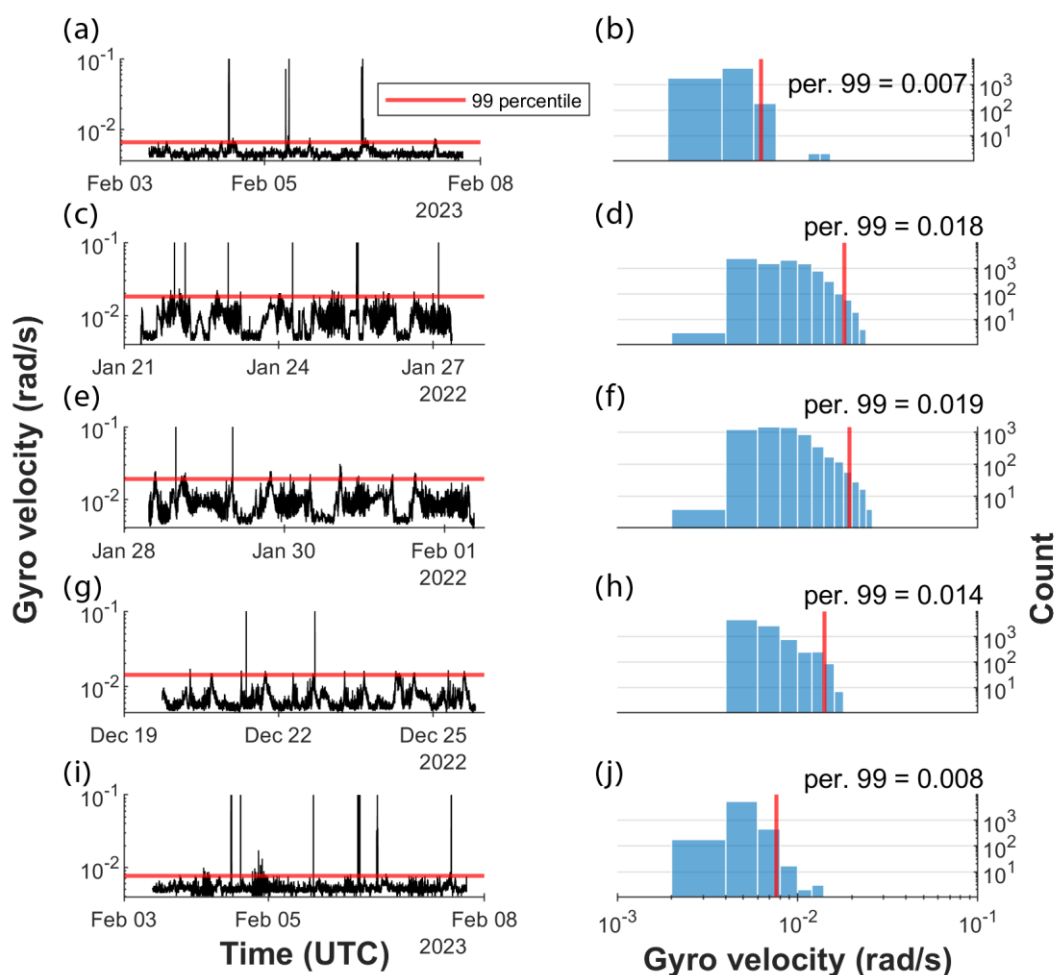 (a)
(b)
10^-1
10^-2
99 percentile
Feb 03
Feb 05
Feb 08
2023
per. 99 = 0.007
10^3
10^2
10^1
(c)
(d)
10^-1
10^-2
Jan 21
Jan 24
Jan 27
2022
per. 99 = 0.018
10^3
10^2
10^1
(e)
(f)
10^-1
10^-2
Jan 28
Jan 30
Feb 01
2022
per. 99 = 0.019
10^3
10^2
10^1
(g)
(h)
10^-1
10^-2
Dec 19
Dec 22
Dec 25
2022
per. 99 = 0.014
10^3
10^2
10^1
(i)
(j)
10^-1
10^-2
Feb 03
Feb 05
Feb 08
2023
per. 99 = 0.008
10^3
10^2
10^1
10^-3
10^-2
10^-1
Gyro velocity (rad/s)
Count
Time (UTC)
Gyro velocity (rad/s)